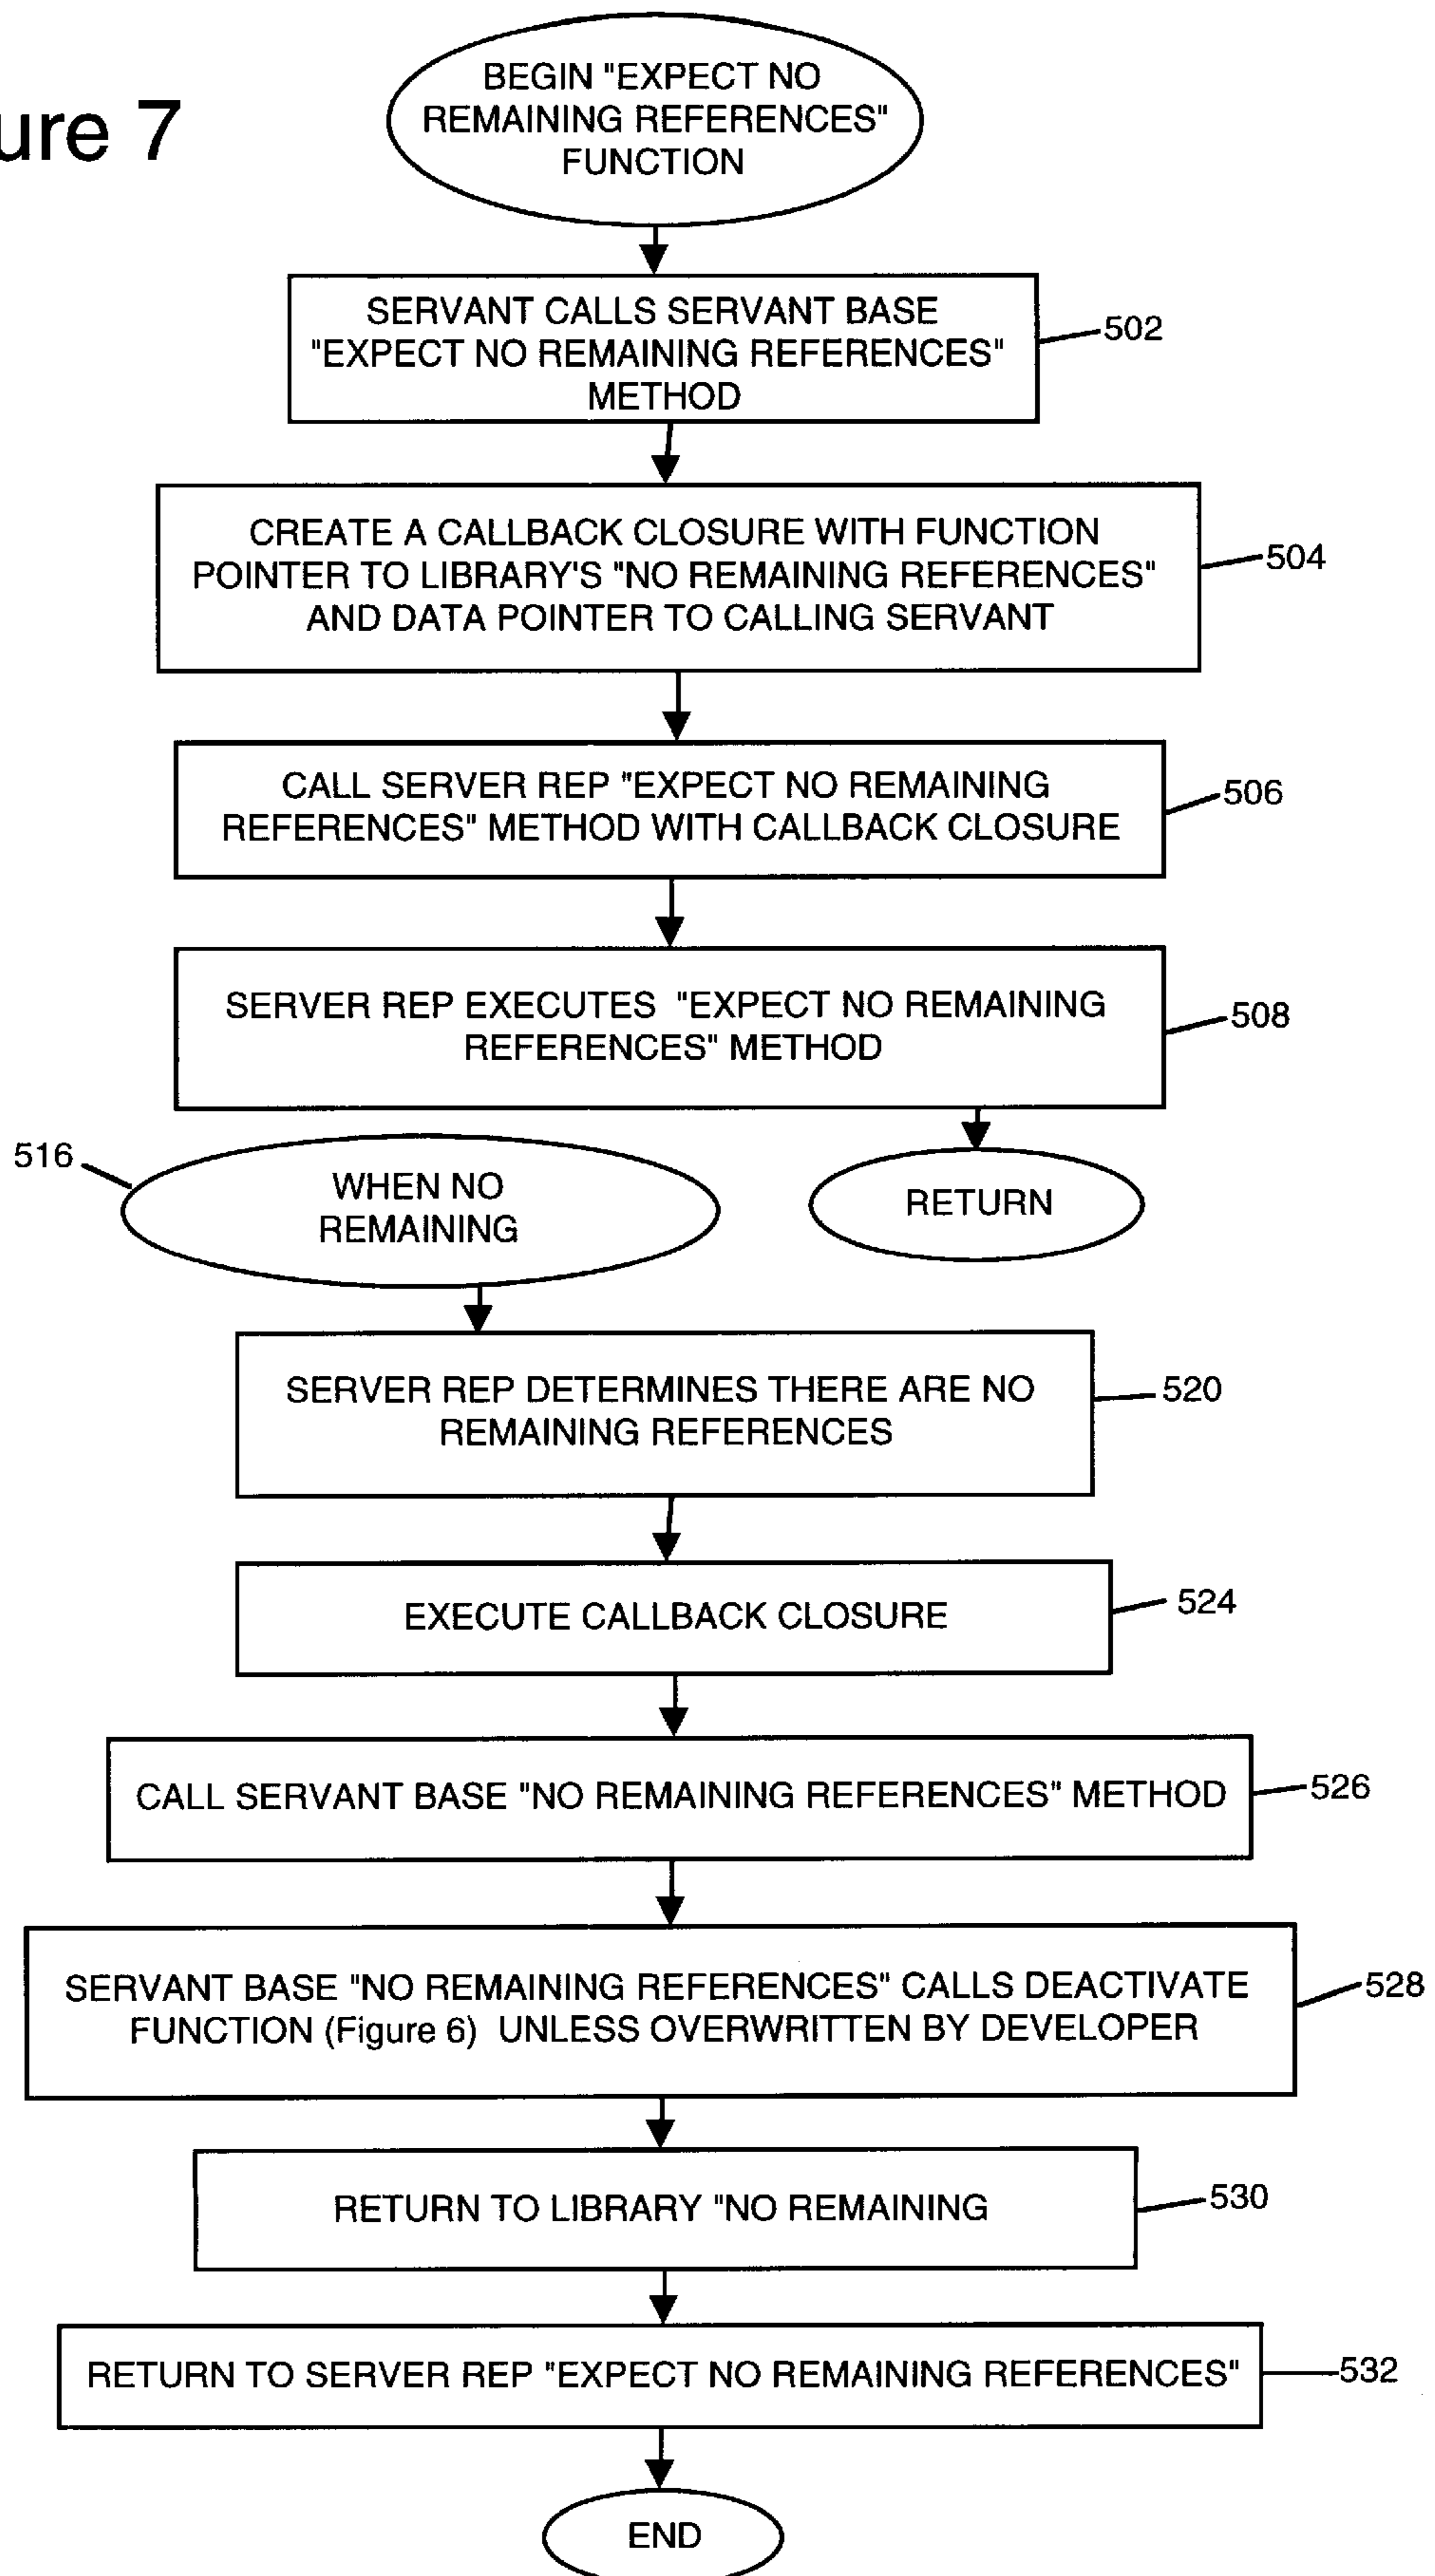 ure 7
BEGIN "EXPECT NO
REMAINING REFERENCES"
FUNCTION
SERVANT CALLS SERVANT BASE
"EXPECT NO REMAINING REFERENCES"
METHOD
502
CREATE A CALLBACK CLOSURE WITH FUNCTION
POINTER TO LIBRARY'S "NO REMAINING REFERENCES"
AND DATA POINTER TO CALLING SERVANT
504
CALL SERVER REP "EXPECT NO REMAINING
REFERENCES" METHOD WITH CALLBACK CLOSURE
506
SERVER REP EXECUTES "EXPECT NO REMAINING
REFERENCES" METHOD
508
516
WHEN NO
REMAINING
RETURN
SERVER REP DETERMINES THERE ARE NO
REMAINING REFERENCES
520
EXECUTE CALLBACK CLOSURE
524
CALL SERVANT BASE "NO REMAINING REFERENCES" METHOD
526
SERVANT BASE "NO REMAINING REFERENCES" CALLS DEACTIVATE
FUNCTION (Figure 6) UNLESS OVERWRITTEN BY DEVELOPER
528
RETURN TO LIBRARY "NO REMAINING
530
RETURN TO SERVER REP "EXPECT NO REMAINING REFERENCES"
532
END